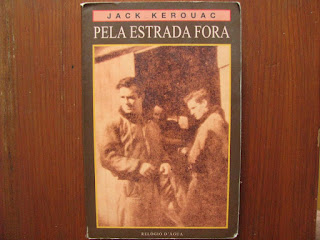 JACK KEROUAC
PELA ESTRADA FORA
RELÓGIO D'ÁGUA